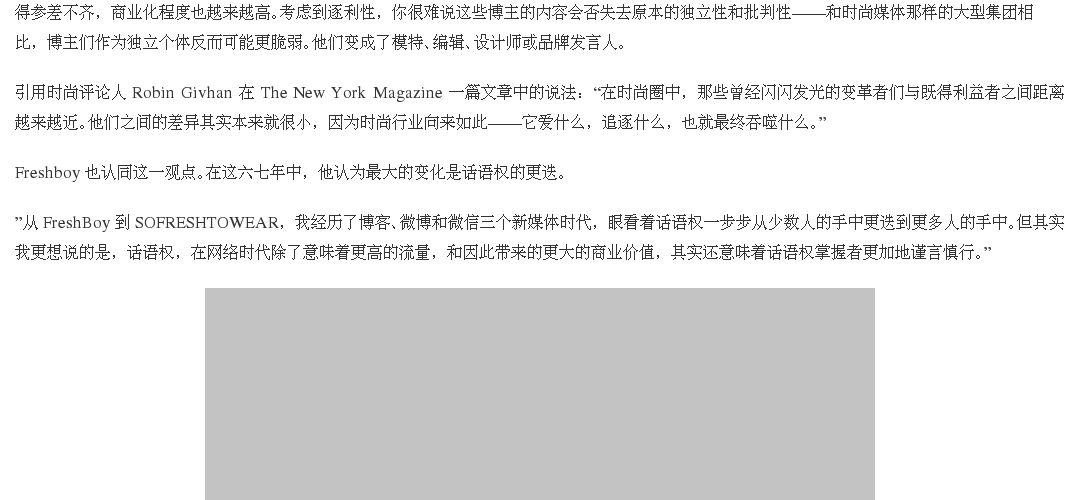 得参差不齐，商业化程度也越来越高。考虑到逐利性，你很难说这些博主的内容会否失去原本的独立性和批判性——和时尚媒体那样的大型集团相
比，博主们作为独立个体反而可能更脆弱。他们变成了模特、编辑、设计师或品牌发言人。
引用时尚评论人 Robin Givhan 在 The New York Magazine 一篇文章中的说法：“在时尚圈中，那些曾经闪闪发光的变革者们与既得利益者之间距离
越来越近。他们之间的差异其实本来就很小，因为时尚行业向来如此——它爱什么，追逐什么，也就最终吞噬什么。”
Freshboy 也认同这一观点。在这六七年中，他认为最大的变化是话语权的更迭。
”从 FreshBoy 到 SOFRESHTOWEAR，我经历了博客、微博和微信三个新媒体时代，眼看着话语权一步步从少数人的手中更迭到更多人的手中。但其实
我更想说的是，话语权，在网络时代除了意味着更高的流量，和因此带来的更大的商业价值，其实还意味着话语权掌握者更加地谨言慎行。”